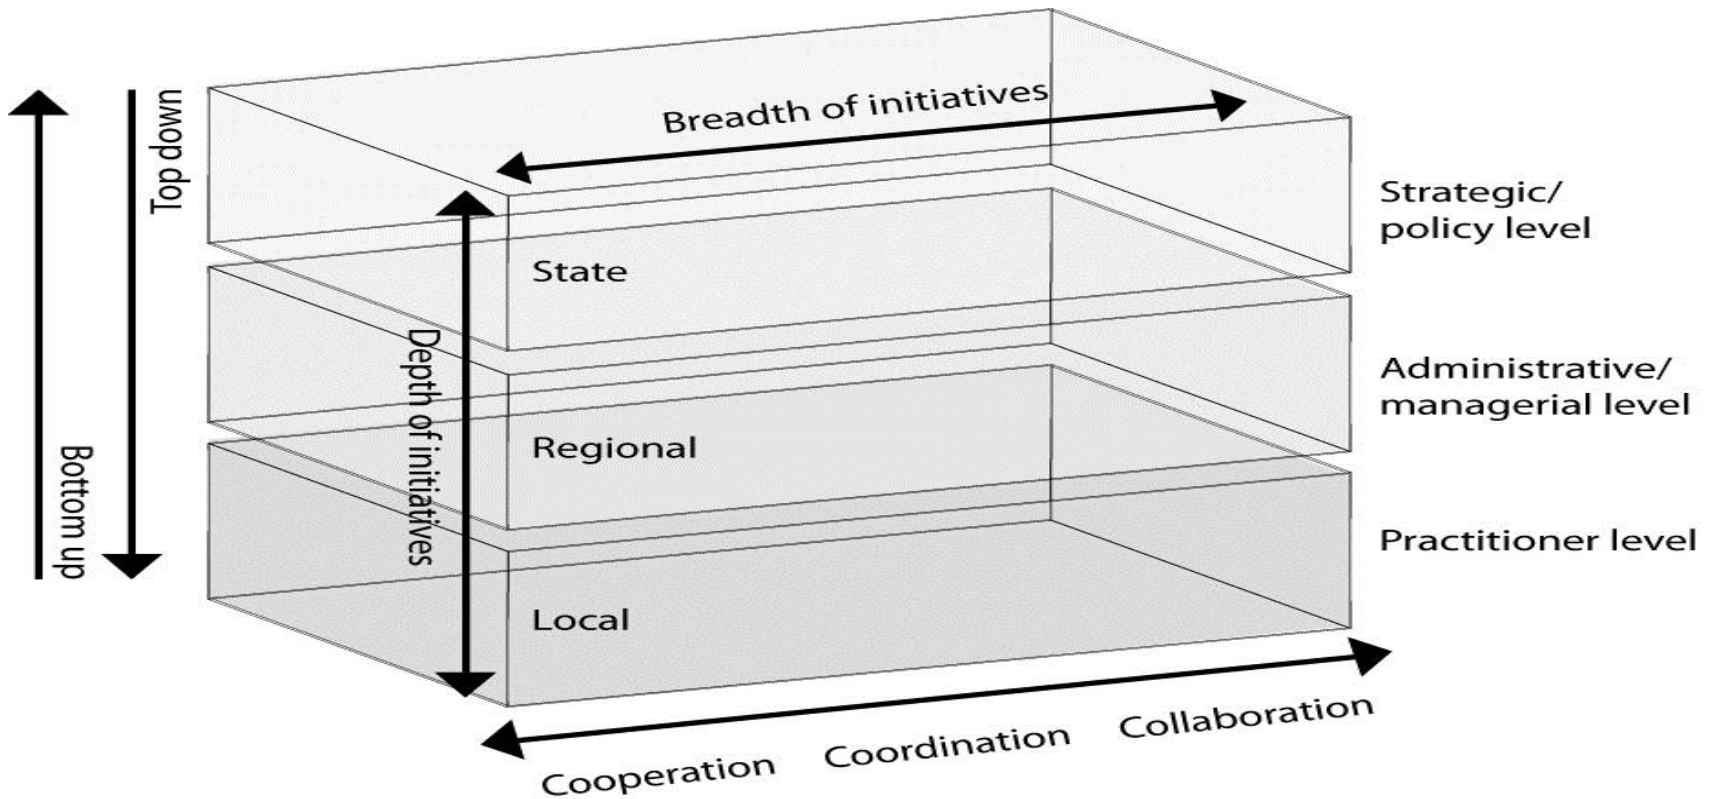 Top down
Bottom up
Breadth of initiatives
Depth of initiatives
State
Regional
Local
Strategic/
policy level
Administrative/
managerial level
Practitioner level
Cooperation Coordination Collaboration